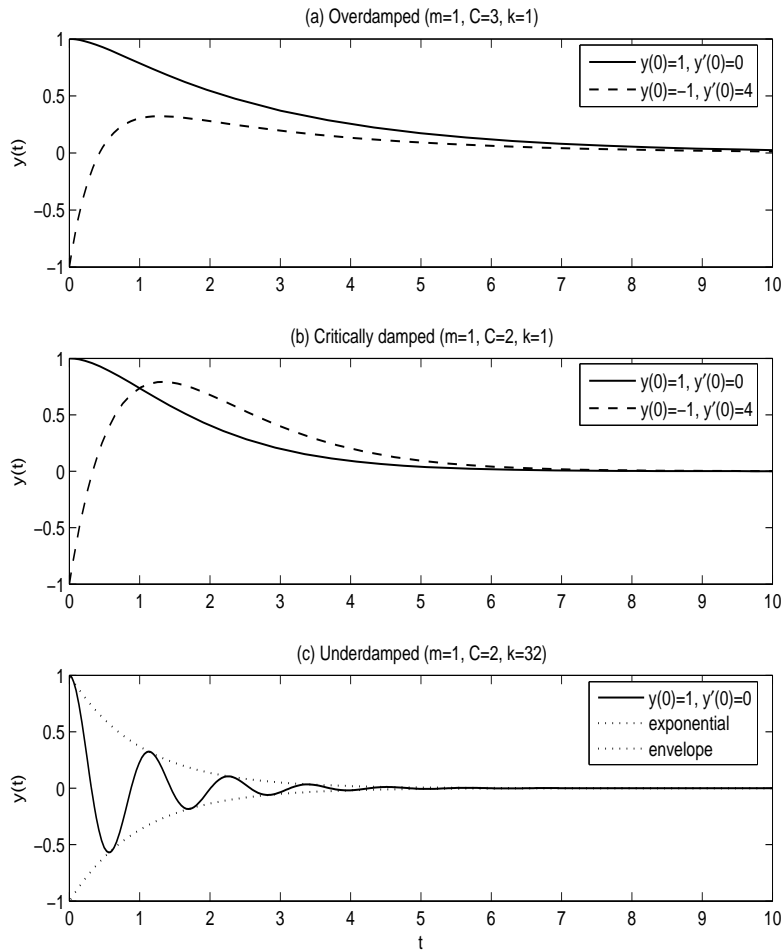 (a) Overdamped (m=1, C=3, k=1)
1
0.5
0
−0.5
−1
y(t)
y(0)=1, y′(0)=0
y(0)=−1, y′(0)=4
0 1 2 3 4 5 6 7 8 9 10
(b) Critically damped (m=1, C=2, k=1)
1
0.5
0
−0.5
−1
y(t)
y(0)=1, y′(0)=0
y(0)=−1, y′(0)=4
0 1 2 3 4 5 6 7 8 9 10
(c) Underdamped (m=1, C=2, k=32)
1
0.5
0
−0.5
−1
y(t)
y(0)=1, y′(0)=0
exponential
envelope
0 1 2 3 4 5 6 7 8 9 10
t